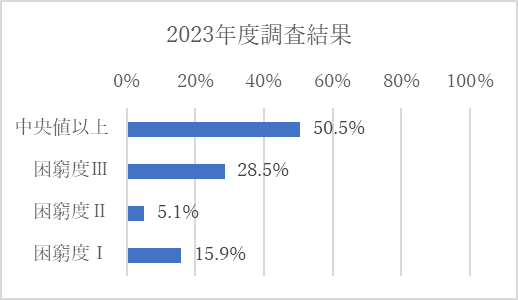 2023年度調査結果
0% 20% 40% 60% 80% 100%
中央値以上 50.5%
困窮度Ⅲ 28.5%
困窮度Ⅱ 5.1%
困窮度Ⅰ 15.9%